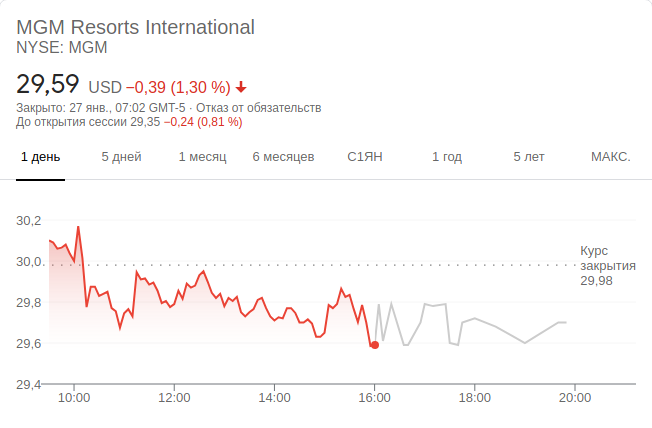 MGM Resorts International
NYSE: MGM
29,59 USD −0,39 (1,30 %)
Закрыто: 27 янв., 07:02 GMT-5 · Отказ от обязательств
До открытия сессии 29,35 −0,24 (0,81 %)
1 день 5 дней 1 месяц 6 месяцев С1ЯН 1 год 5 лет МАКС.
30,2
30,0
29,8
29,6
29,4
Курс
закрытия
29,98
10:00 12:00 14:00 16:00 18:00 20:00